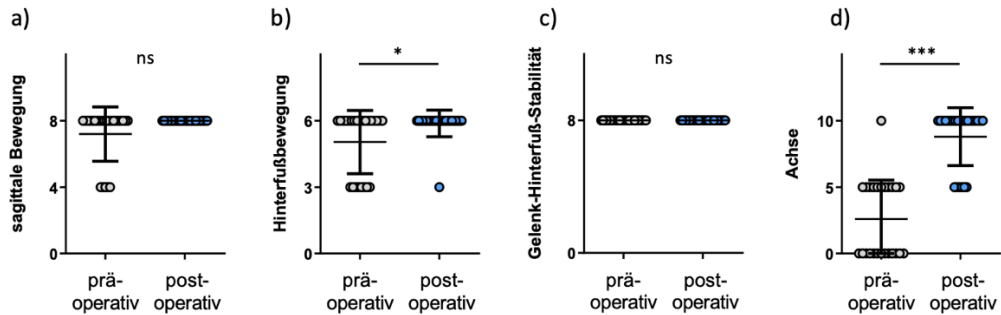 a)
sagittale Bewegung
ns
8
4
0
prä-
operativ
post-
operativ
b)
Hinterfußbewegung
*
6
3
0
prä-
operativ
post-
operativ
c)
Gelenk-Hinterfuß-Stabilität
ns
8
0
prä-
operativ
post-
operativ
d)
Achse
***
10
5
0
prä-
operativ
post-
operativ